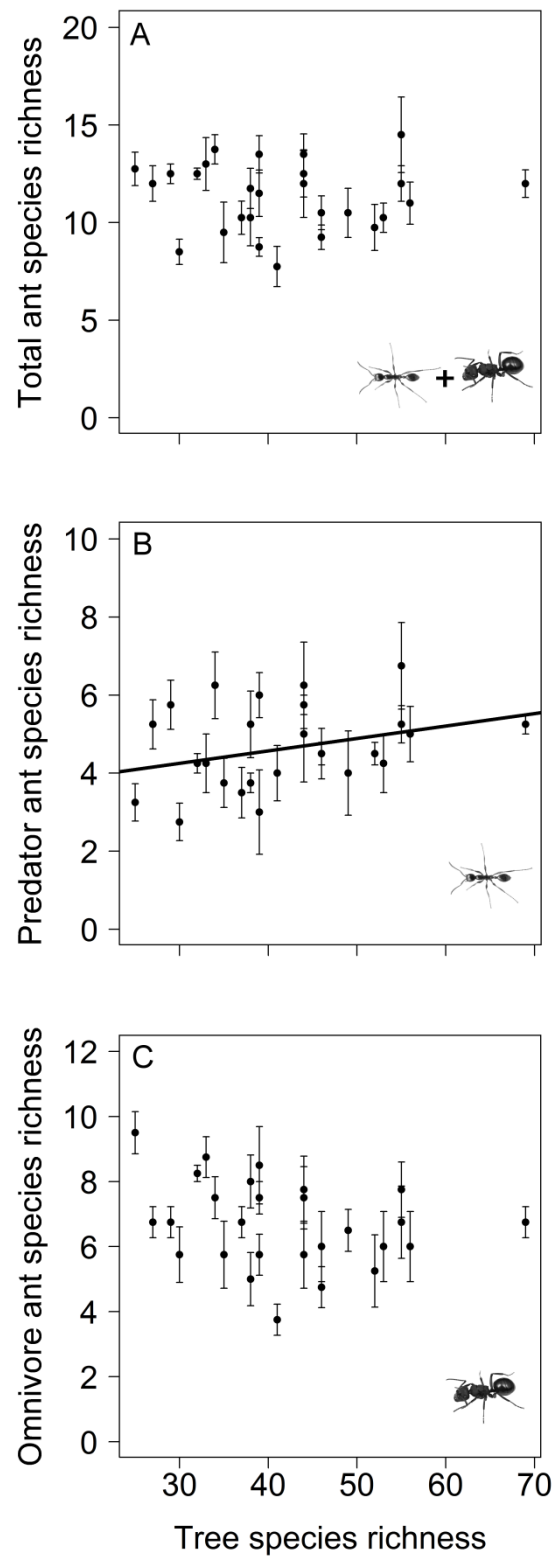 A
Total ant species richness
20
15
10
5
0
+
B
Predator ant species richness
10
8
6
4
2
0
C
Omnivore ant species richness
12
10
8
6
4
2
0
30 40 50 60 70
Tree species richness